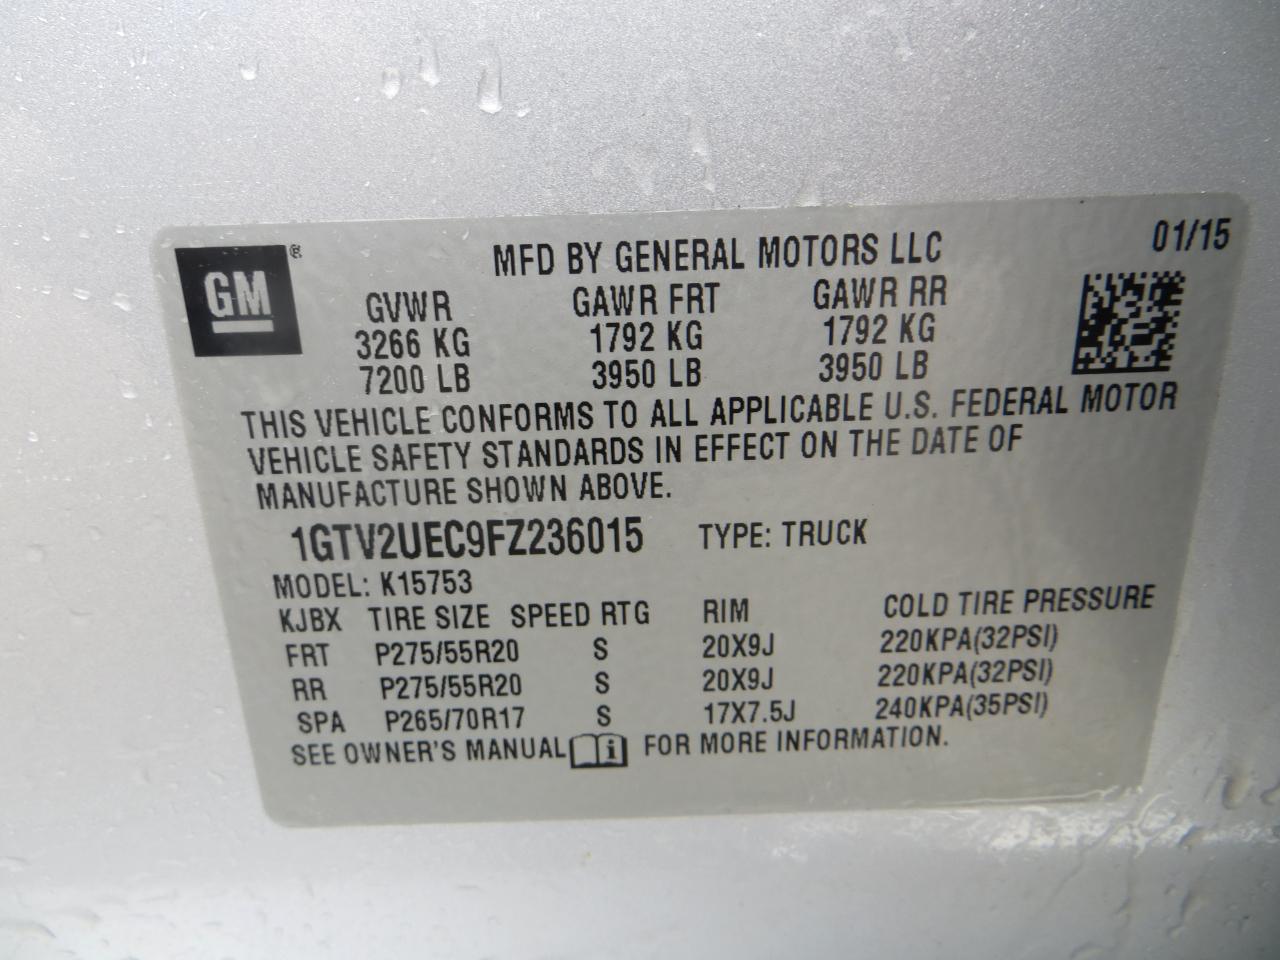 GM ® MFD BY GENERAL MOTORS LLC 01/15
GVWR GAWR FRT GAWR RR
3266 KG 1792 KG 1792 KG
7200 LB 3950 LB 3950 LB
THIS VEHICLE CONFORMS TO ALL APPLICABLE U.S. FEDERAL MOTOR
VEHICLE SAFETY STANDARDS IN EFFECT ON THE DATE OF
MANUFACTURE SHOWN ABOVE.
1GTV2UEC9FZ236015 TYPE: TRUCK
MODEL: K15753
KJBX TIRE SIZE SPEED RTG RIM COLD TIRE PRESSURE
FRT P275/55R20 S 20X9J 220KPA(32PSI)
RR P275/55R20 S 20X9J 220KPA(32PSI)
SPA P265/70R17 S 17X7.5J 240KPA(35PSI)
SEE OWNER'S MANUAL i FOR MORE INFORMATION.